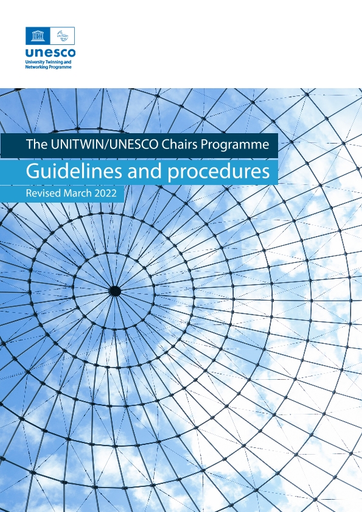 unesco
University Twinning and
Networking Programme
The UNITWIN/UNESCO Chairs Programme
Guidelines and procedures
Revised March 2022